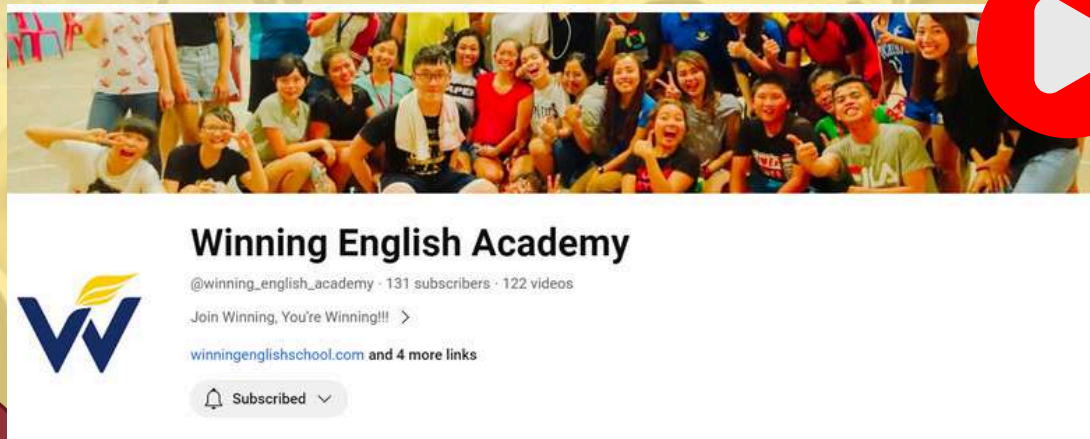 Winning English Academy
@winning_english_academy · 131 subscribers · 122 videos
Join Winning, You're Winning!!!
winningenglishschool.com and 4 more links
Subscribed
FILA